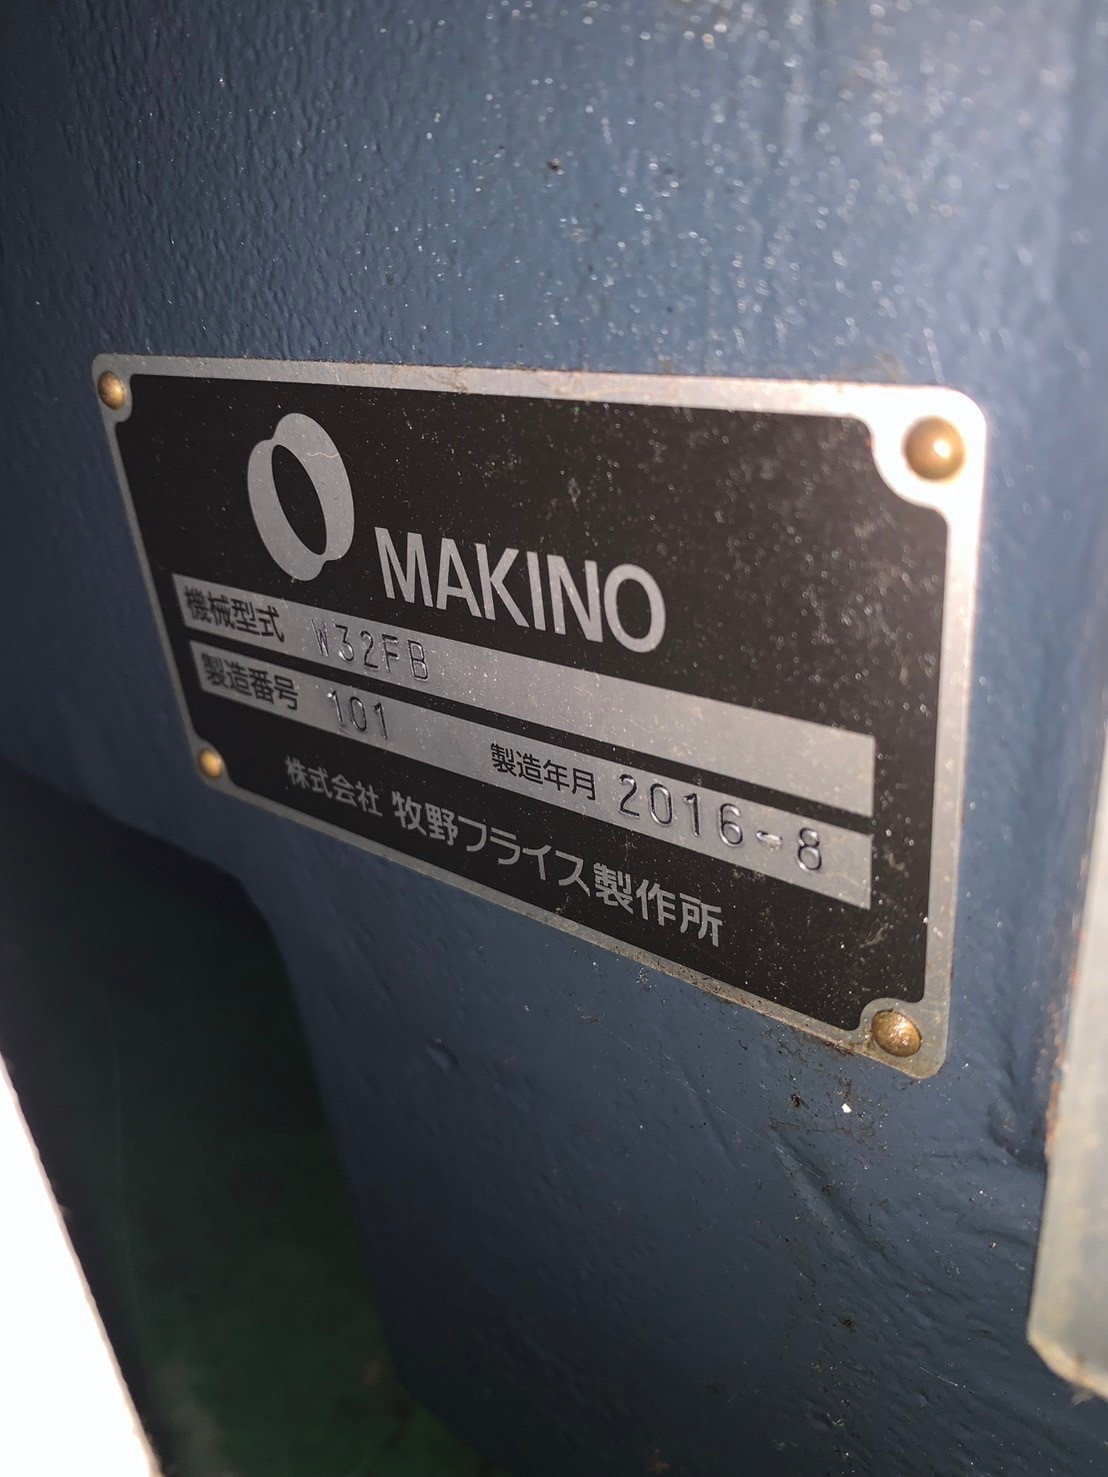 MAKINO
機械型式 W32FB
製造番号 101 製造年月 2016-8
株式会社 牧野フライス製作所